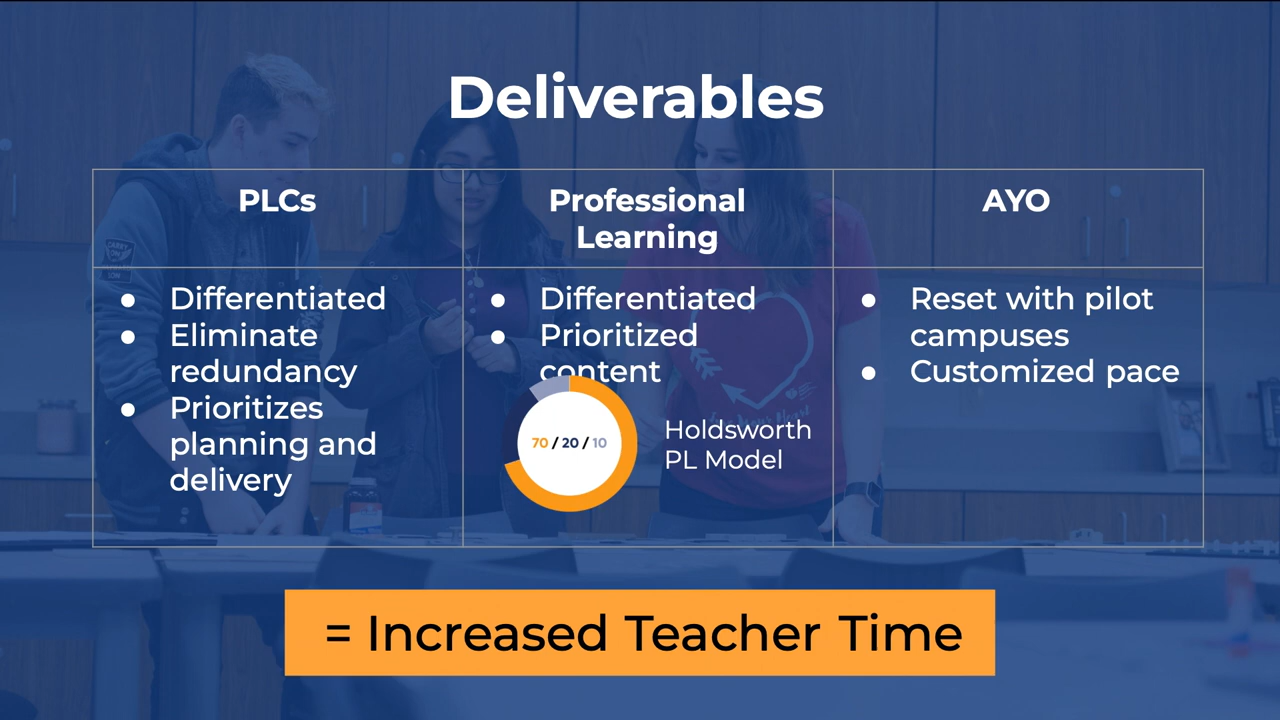 Deliverables
PLCs
Professional
Learning
AYO
● Differentiated
● Eliminate
redundancy
● Prioritizes
planning and
delivery
● Differentiated
● Prioritized
content
70 / 20 / 10
Holdsworth
PL Model
● Reset with pilot
campuses
● Customized pace
= Increased Teacher Time